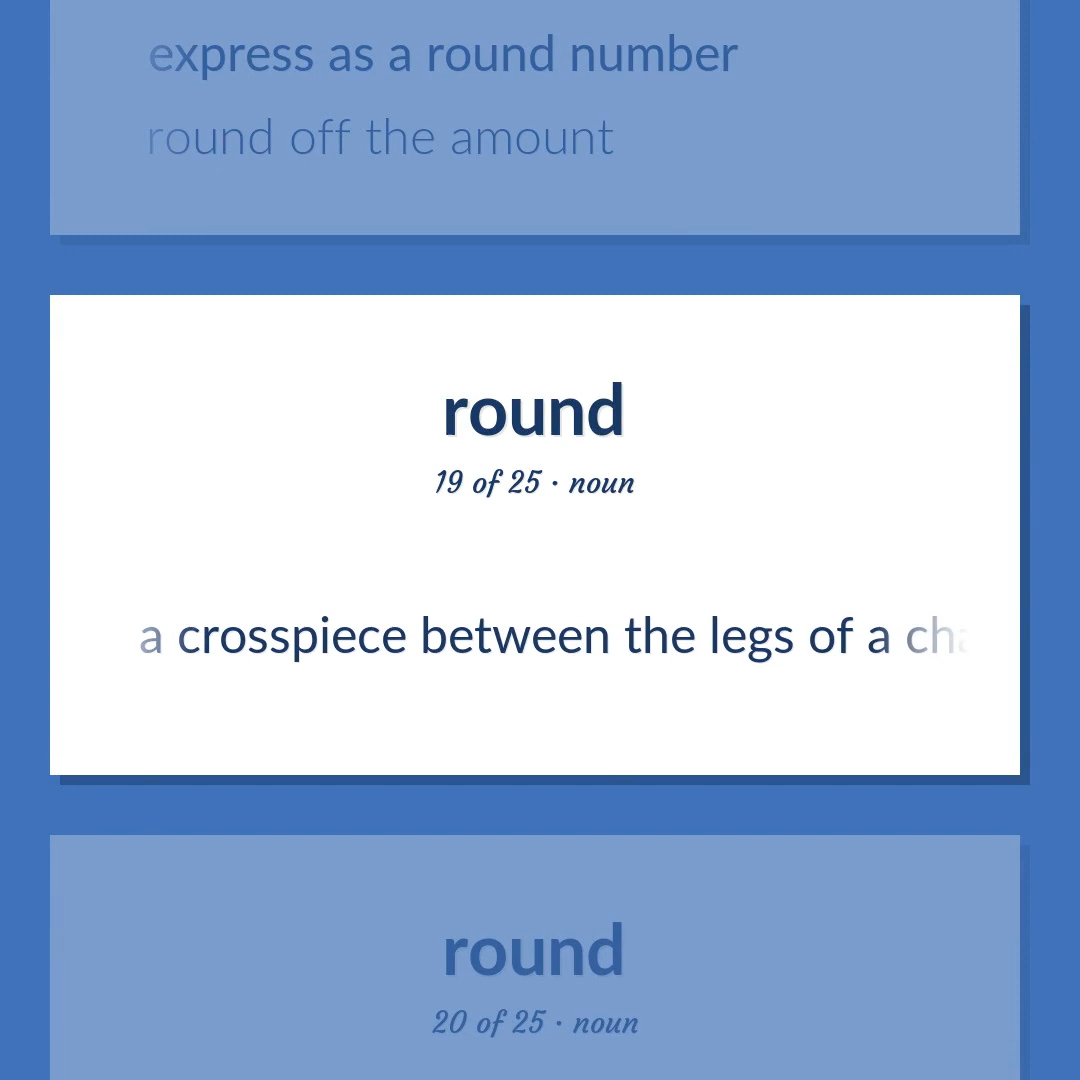 express as a round number
round off the amount
round
19 of 25 · noun
a crosspiece between the legs of a
round
20 of 25 · noun